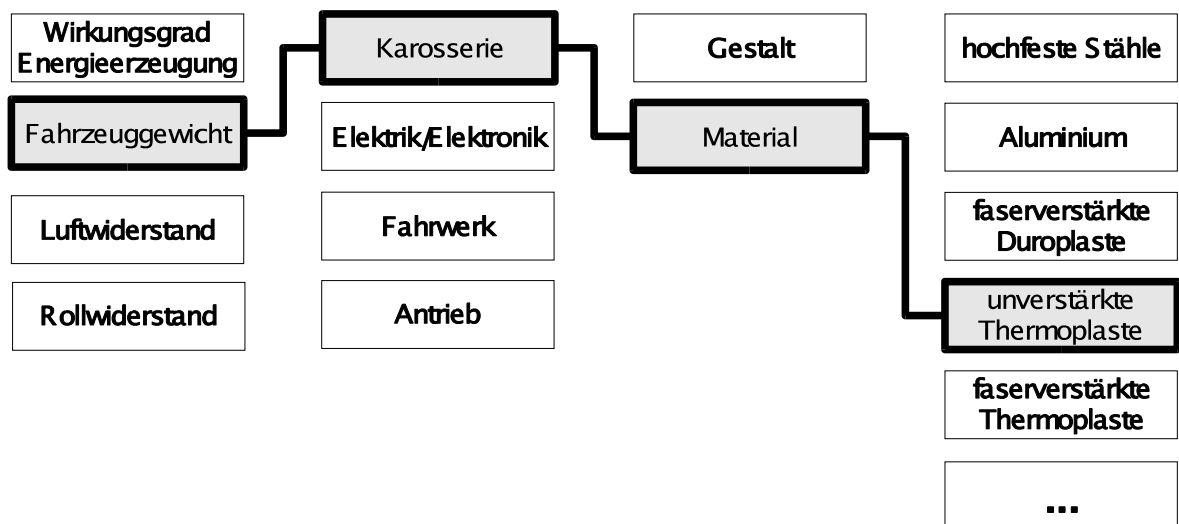 Wirkungsgrad
Energieerzeugung
Fahrzeuggewicht
Luftwiderstand
Rollwiderstand
Karosserie
Elektrik/Elektronik
Fahrwerk
Antrieb
Gestalt
Material
hochfeste Stähle
Aluminium
faserverstärkte
Duroplaste
unverstärkte
Thermoplaste
faserverstärkte
Thermoplaste
...